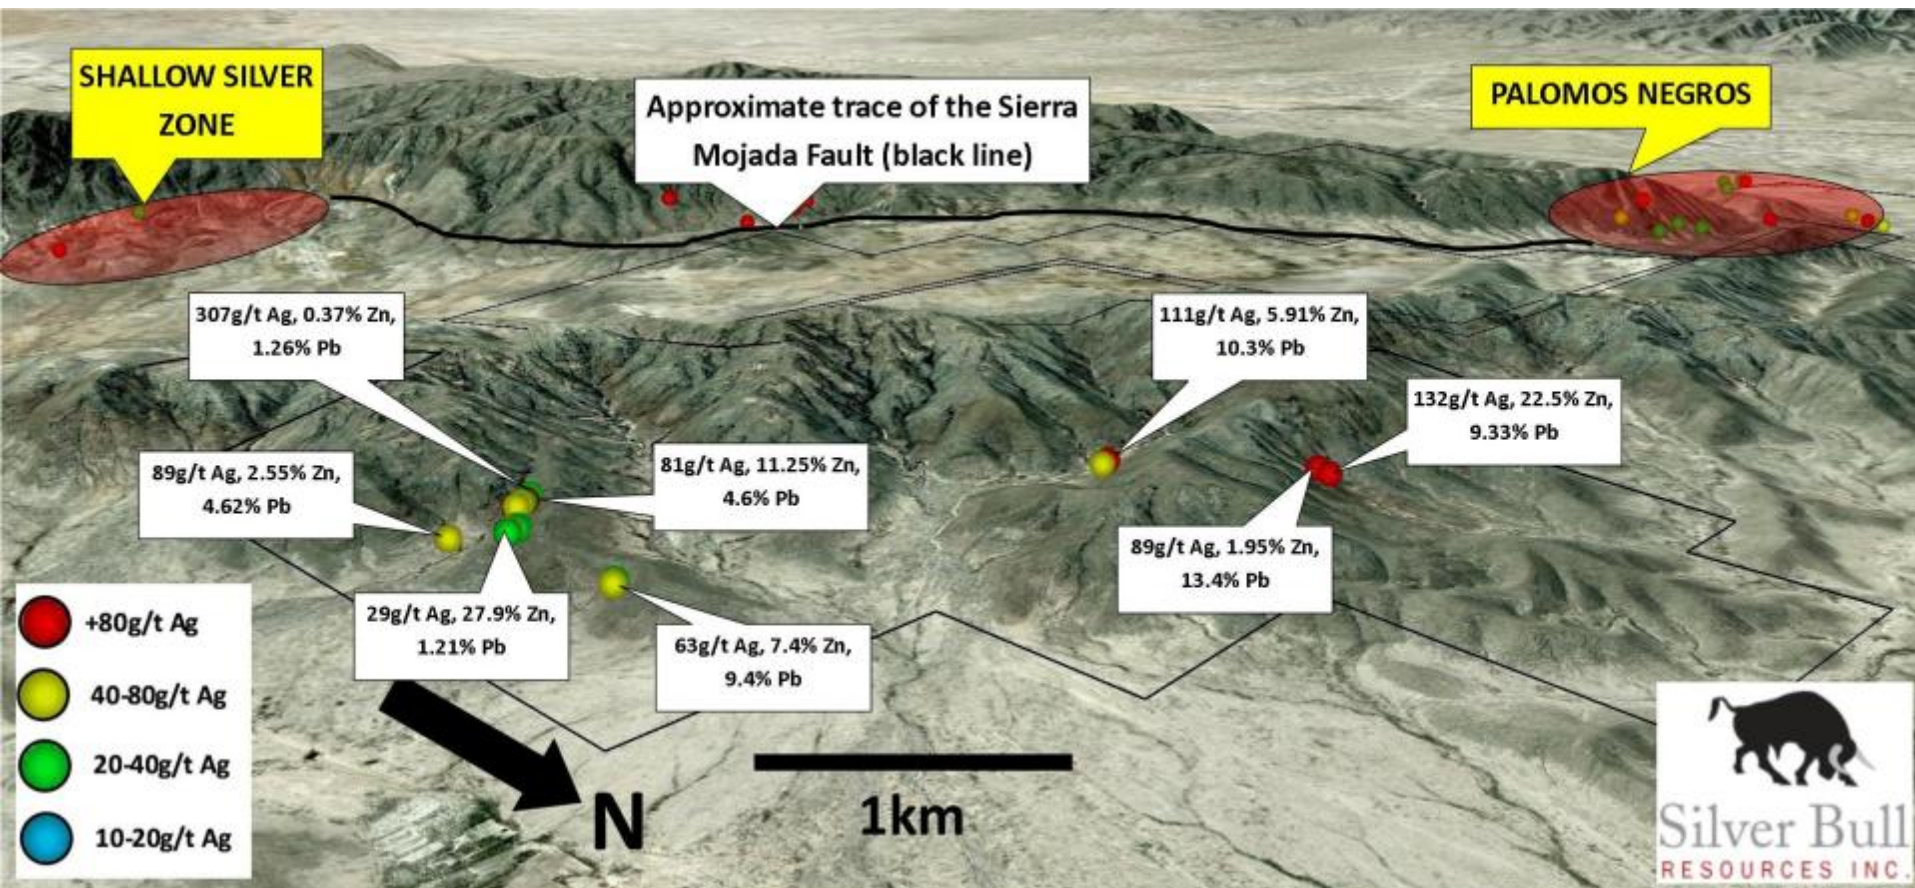 SHALLOW SILVER
ZONE
Approximate trace of the Sierra
Mojada Fault (black line)
PALOMOS NEGROS
307g/t Ag, 0.37% Zn,
1.26% Pb
111g/t Ag, 5.91% Zn,
10.3% Pb
132g/t Ag, 22.5% Zn,
9.33% Pb
89g/t Ag, 2.55% Zn,
4.62% Pb
81g/t Ag, 11.25% Zn,
4.6% Pb
89g/t Ag, 1.95% Zn,
13.4% Pb
29g/t Ag, 27.9% Zn,
1.21% Pb
63g/t Ag, 7.4% Zn,
9.4% Pb
+80g/t Ag
40-80g/t Ag
20-40g/t Ag
10-20g/t Ag
N
1km
Silver Bull
RESOURCES INC.